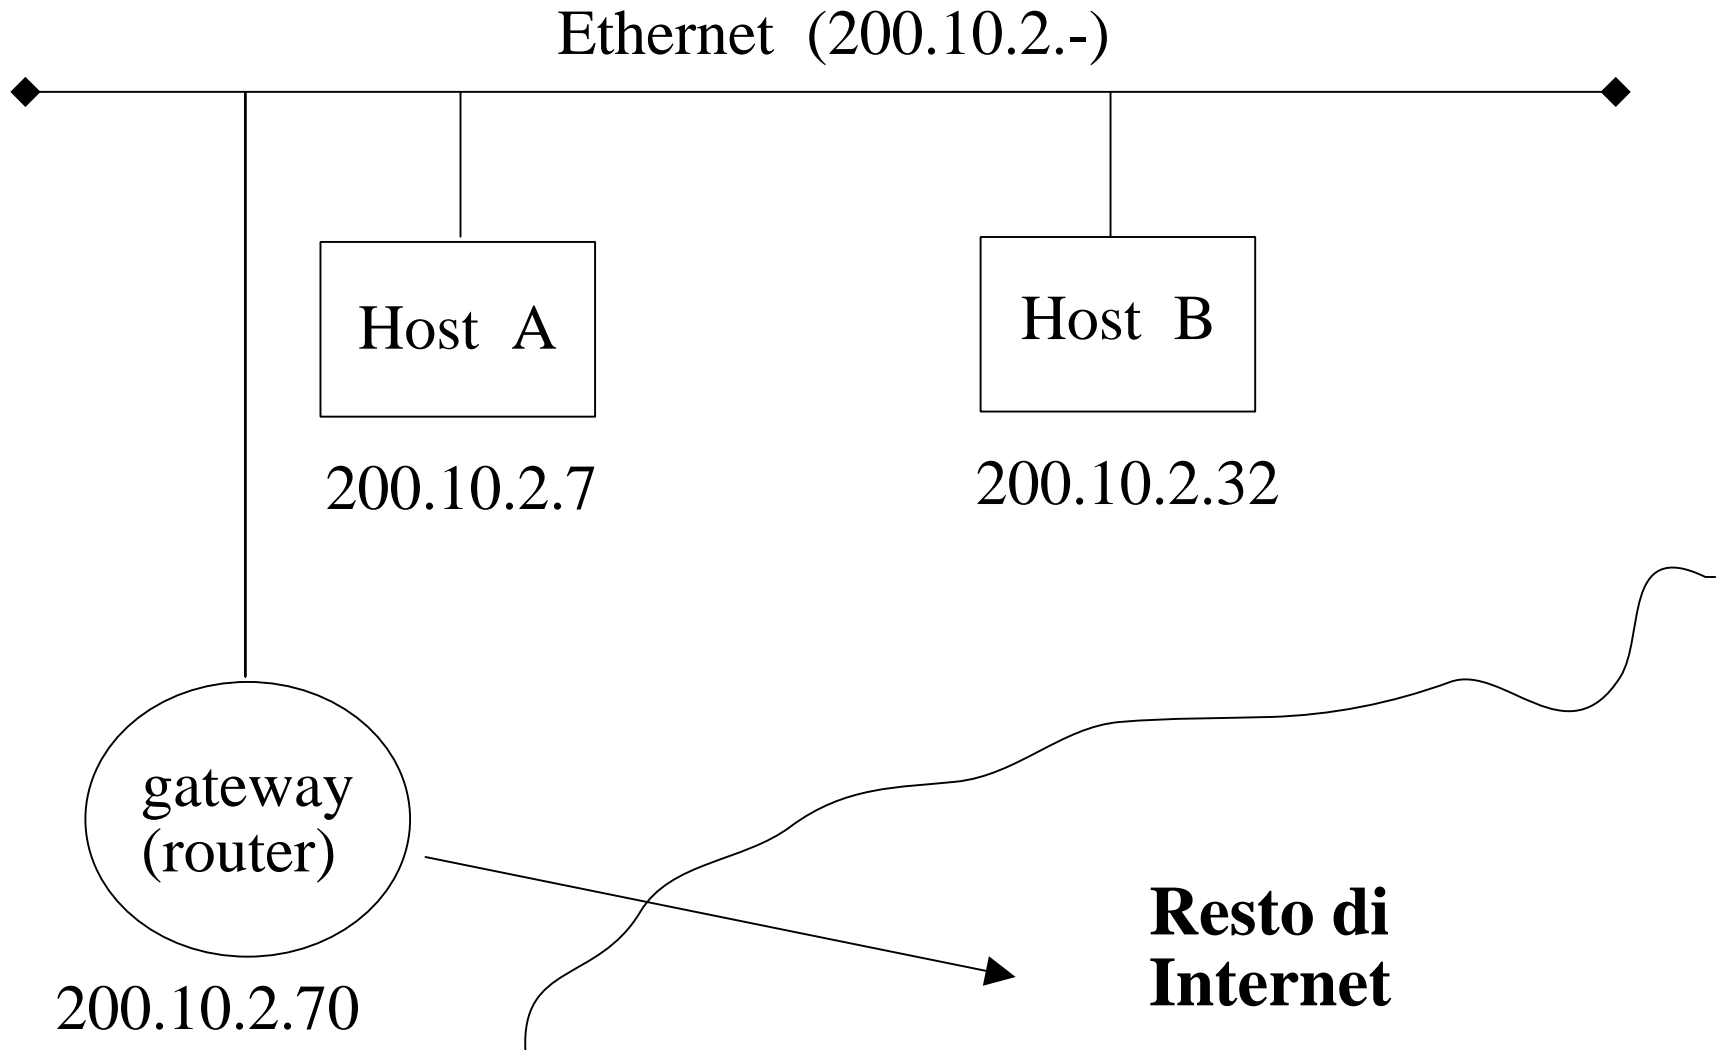 Ethernet (200.10.2.-)
Host A
Host B
200.10.2.7
200.10.2.32
gateway
(router)
200.10.2.70
Resto di
Internet